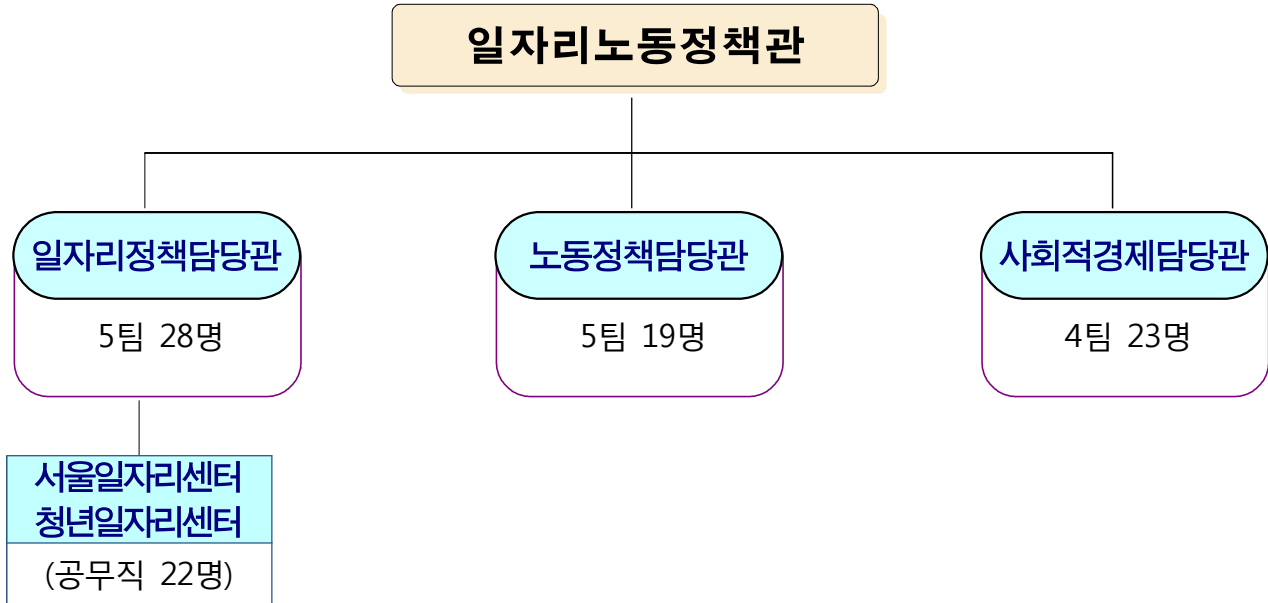 일자리노동정책관
일자리정책담당관
노동정책담당관
사회적경제담당관
5팀 28명
5팀 19명
4팀 23명
서울일자리센터
청년일자리센터
(공무직 22명)